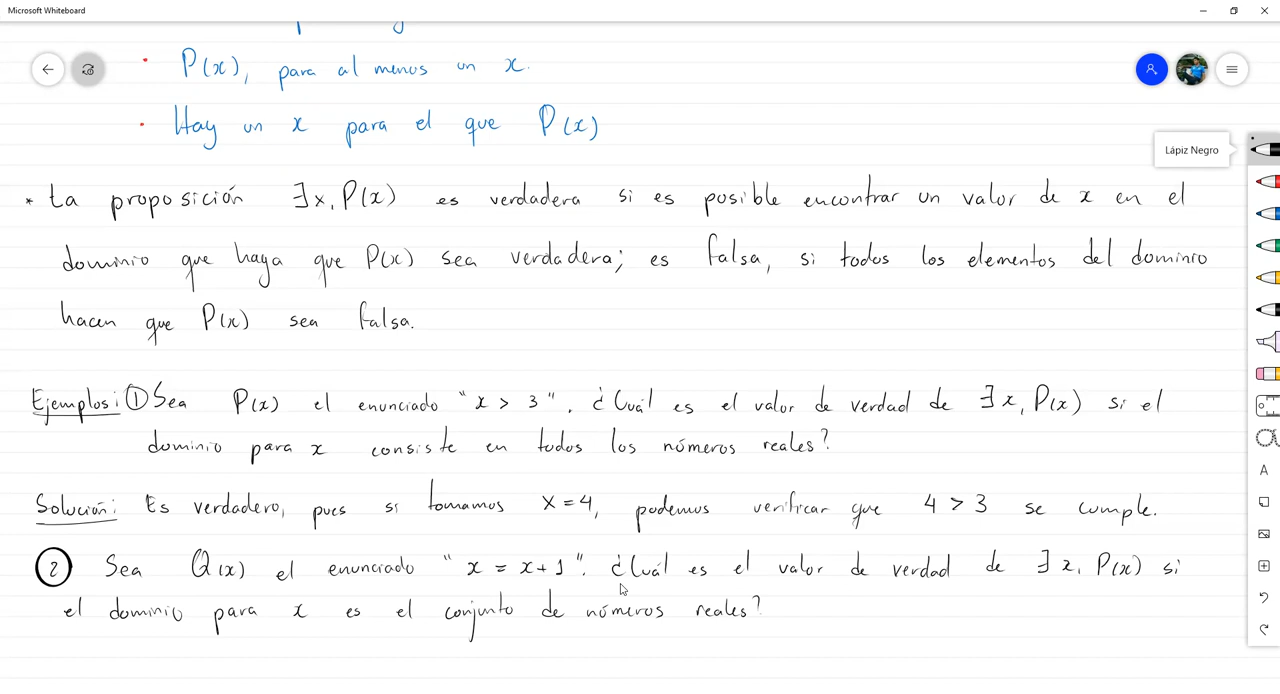 Microsoft Whiteboard
• P(x), para al menos un x.
• Hay un x para el que P(x)
Lápiz Negro
* La proposición ∃x, P(x) es verdadera si es posible encontrar un valor de x en el
dominio que haga que P(x) sea verdadera; es falsa, si todos los elementos del dominio
hacen que P(x) sea falsa.
Ejemplos: ① Sea P(x) el enunciado "x > 3". ¿Cuál es el valor de verdad de ∃x, P(x) si el
dominio para x consiste en todos los números reales?
Solución: Es verdadero, pues si tomamos x = 4, podemos verificar que 4 > 3 se cumple.
② Sea Q(x) el enunciado "x = x + 1". ¿Cuál es el valor de verdad de ∃x, P(x) si
el dominio para x es el conjunto de números reales?
A